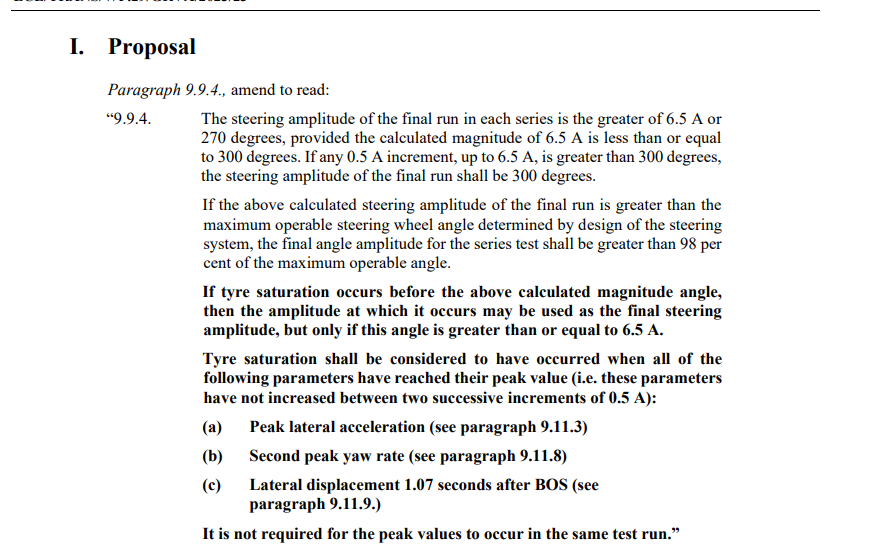 I. Proposal
Paragraph 9.9.4., amend to read:
“9.9.4. The steering amplitude of the final run in each series is the greater of 6.5 A or
270 degrees, provided the calculated magnitude of 6.5 A is less than or equal
to 300 degrees. If any 0.5 A increment, up to 6.5 A, is greater than 300 degrees,
the steering amplitude of the final run shall be 300 degrees.
If the above calculated steering amplitude of the final run is greater than the
maximum operable steering wheel angle determined by design of the steering
system, the final angle amplitude for the series test shall be greater than 98 per
cent of the maximum operable angle.
If tyre saturation occurs before the above calculated magnitude angle,
then the amplitude at which it occurs may be used as the final steering
amplitude, but only if this angle is greater than or equal to 6.5 A.
Tyre saturation shall be considered to have occurred when all of the
following parameters have reached their peak value (i.e. these parameters
have not increased between two successive increments of 0.5 A):
(a) Peak lateral acceleration (see paragraph 9.11.3)
(b) Second peak yaw rate (see paragraph 9.11.8)
(c) Lateral displacement 1.07 seconds after BOS (see
paragraph 9.11.9.)
It is not required for the peak values to occur in the same test run.”